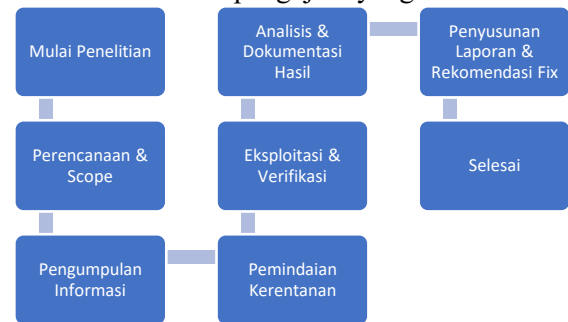 Mulai Penelitian
Perencanaan &
Scope
Pengumpulan
Informasi
Pemindaian
Kerentanan
Eksploitasi &
Verifikasi
Analisis &
Dokumentasi
Hasil
Penyusunan
Laporan &
Rekomendasi Fix
Selesai